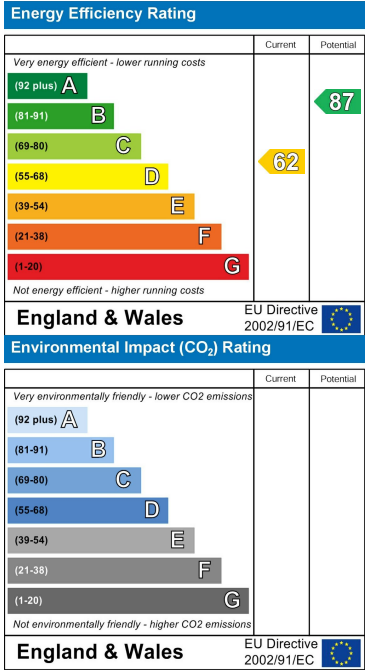 Energy Efficiency Rating
Current Potential
Very energy efficient - lower running costs
(92 plus) A
(81-91) B
(69-80) C
(55-68) D
(39-54) E
(21-38) F
(1-20) G
62
87
Not energy efficient - higher running costs
England & Wales
EU Directive
2002/91/EC
Environmental Impact (CO₂) Rating
Current Potential
Very environmentally friendly - lower CO2 emissions
(92 plus) A
(81-91) B
(69-80) C
(55-68) D
(39-54) E
(21-38) F
(1-20) G
Not environmentally friendly - higher CO2 emissions
England & Wales
EU Directive
2002/91/EC